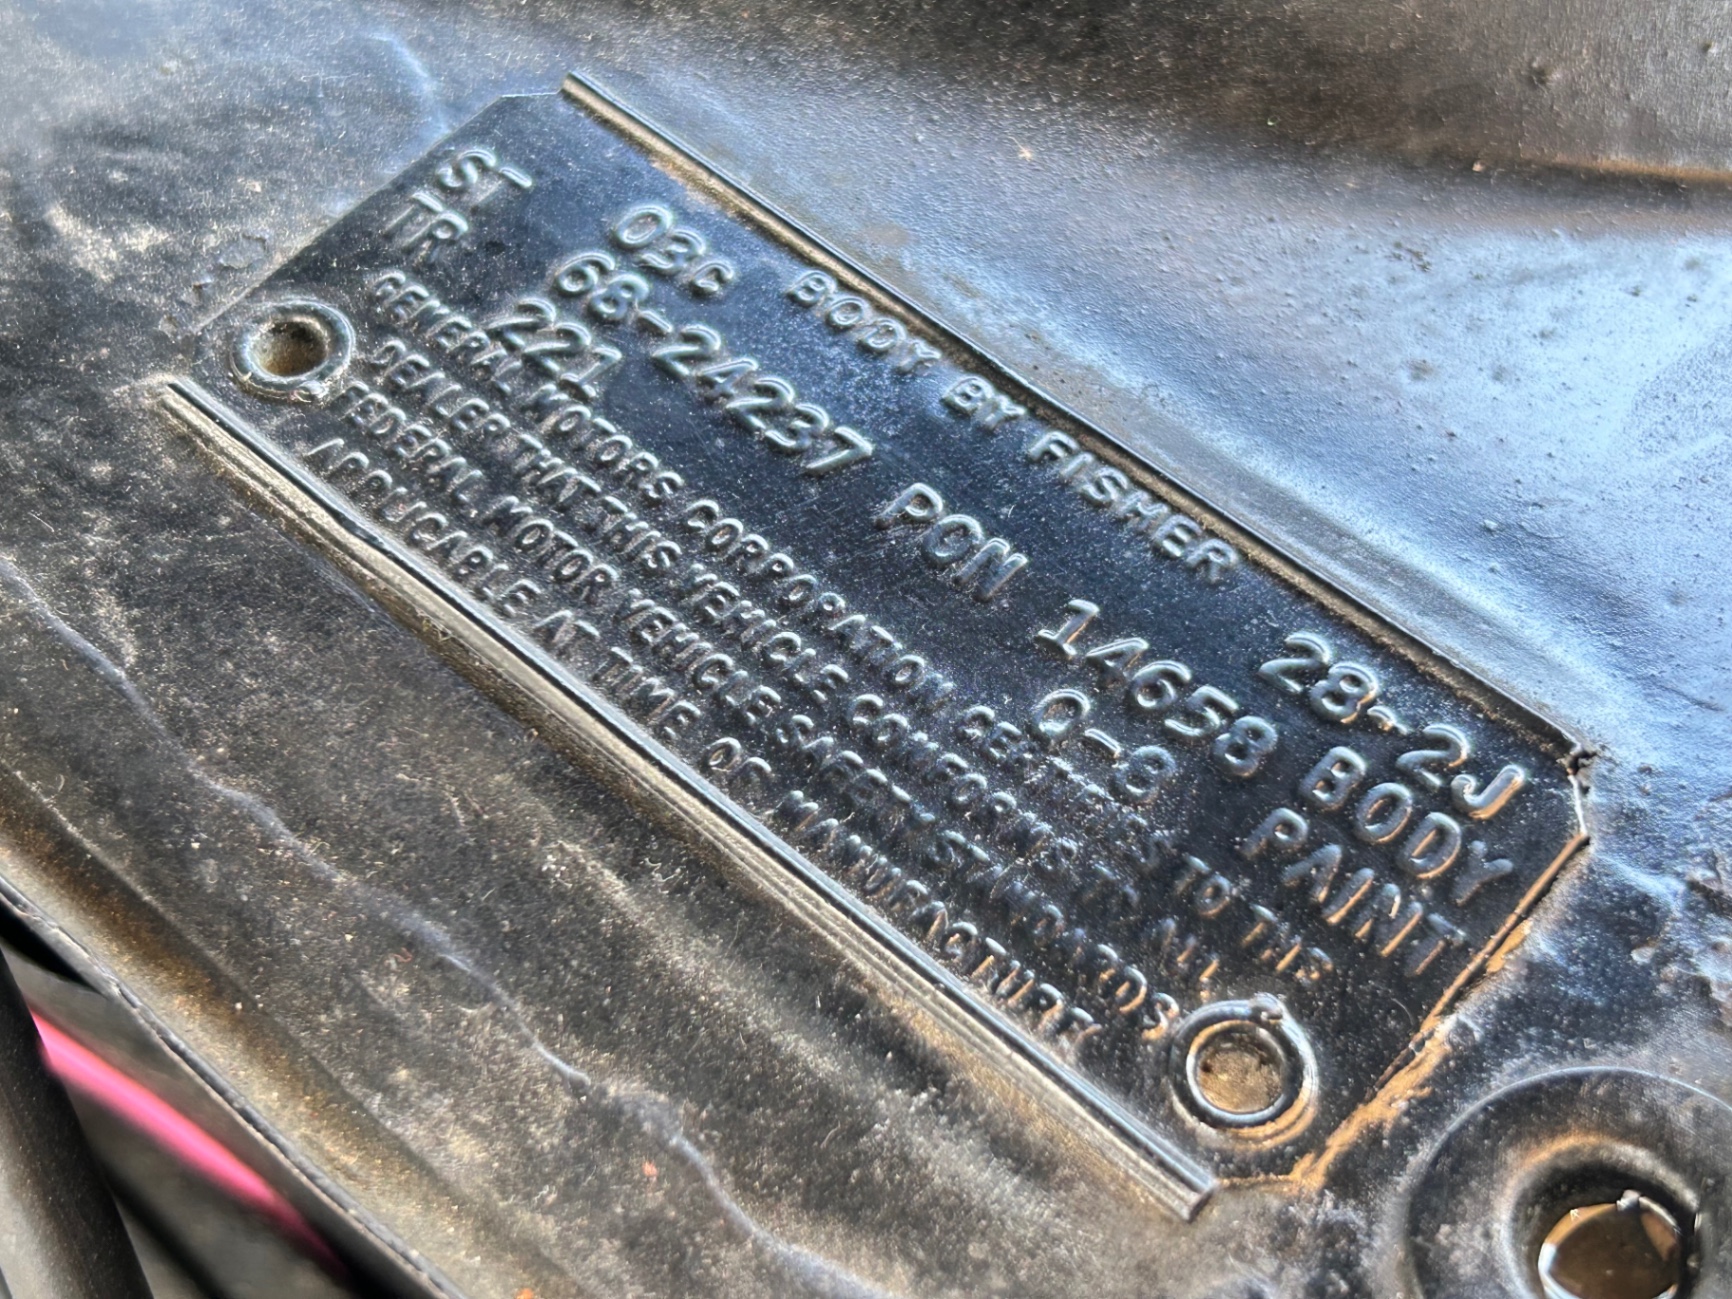 BODY BY FISHER
03C 28-2J
ST- 68-24237 PON 14658 BODY
TR- 221 Q-8 PAINT
GENERAL MOTORS CORPORATION CERTIFIES TO THE
DEALER THAT THIS VEHICLE CONFORMS TO ALL
FEDERAL MOTOR VEHICLE SAFETY STANDARDS
APPLICABLE AT TIME OF MANUFACTURE